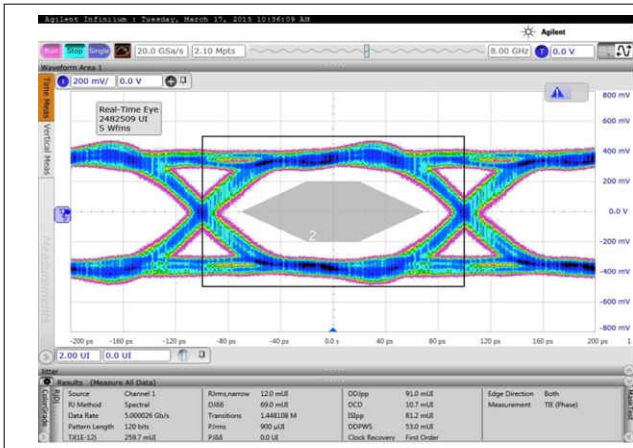 Agilent Infiniium : Tuesday, March 17, 2015 10:36:09 AM
Agilent
Run Stop Single 20.0 GSa/s 2.10 Mpts 8.00 GHz T 0.0 V
Waveform Area 1
1 200 mV/ 0.0 V
Time Meas
Vertical Meas
Measurements
Real-Time Eye
2482509 UI
5 Wfms
800 mV
600 mV
400 mV
200 mV
0.0 V
-200 mV
-400 mV
-600 mV
-800 mV
2
-200 ps -160 ps -120 ps -80 ps -40 ps 0.0 s 40 ps 80 ps 120 ps 160 ps 200 ps 1
2.00 UI 0.0 UI
Jitter
Results (Measure All Data)
ColorGrade
RJDJ
Mask Test
Source Channel 1 RJrms,narrow 12.0 mUI DDJpp 91.0 mUI Edge Direction Both
RJ Method Spectral DJδδ 69.0 mUI DCD 10.7 mUI Measurement TIE (Phase)
Data Rate 5.000026 Gb/s Transitions 1.448108 M ISIpp 81.2 mUI
Pattern Length 120 bits PJrms 900 μUI DDPWS 53.0 mUI
TJ(1E-12) 259.7 mUI PJδδ 0.0 UI Clock Recovery First Order